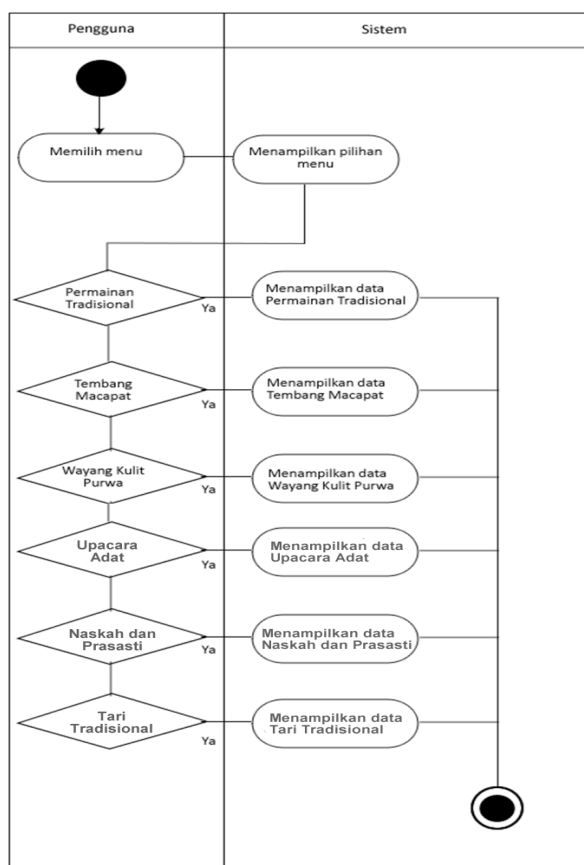 Pengguna
Sistem
Memilih menu
Menampilkan pilihan
menu
Permainan
Tradisional
Ya
Menampilkan data
Permainan Tradisional
Tembang
Macapat
Ya
Menampilkan data
Tembang Macapat
Wayang Kulit
Purwa
Ya
Menampilkan data
Wayang Kulit Purwa
Upacara
Adat
Ya
Menampilkan data
Upacara Adat
Naskah dan
Prasasti
Ya
Menampilkan data
Naskah dan Prasasti
Tari
Tradisional
Ya
Menampilkan data
Tari Tradisional